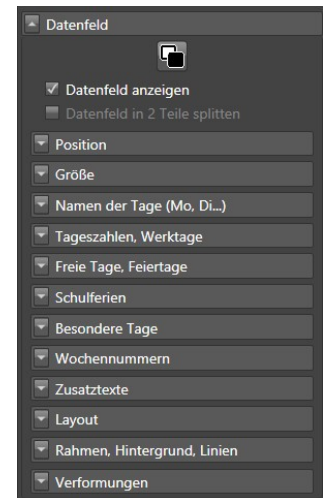 Datenfeld
Datenfeld anzeigen
Datenfeld in 2 Teile splitten
Position
Größe
Namen der Tage (Mo, Di...)
Tageszahlen, Werktage
Freie Tage, Feiertage
Schulferien
Besondere Tage
Wochennummern
Zusatztexte
Layout
Rahmen, Hintergrund, Linien
Verformungen